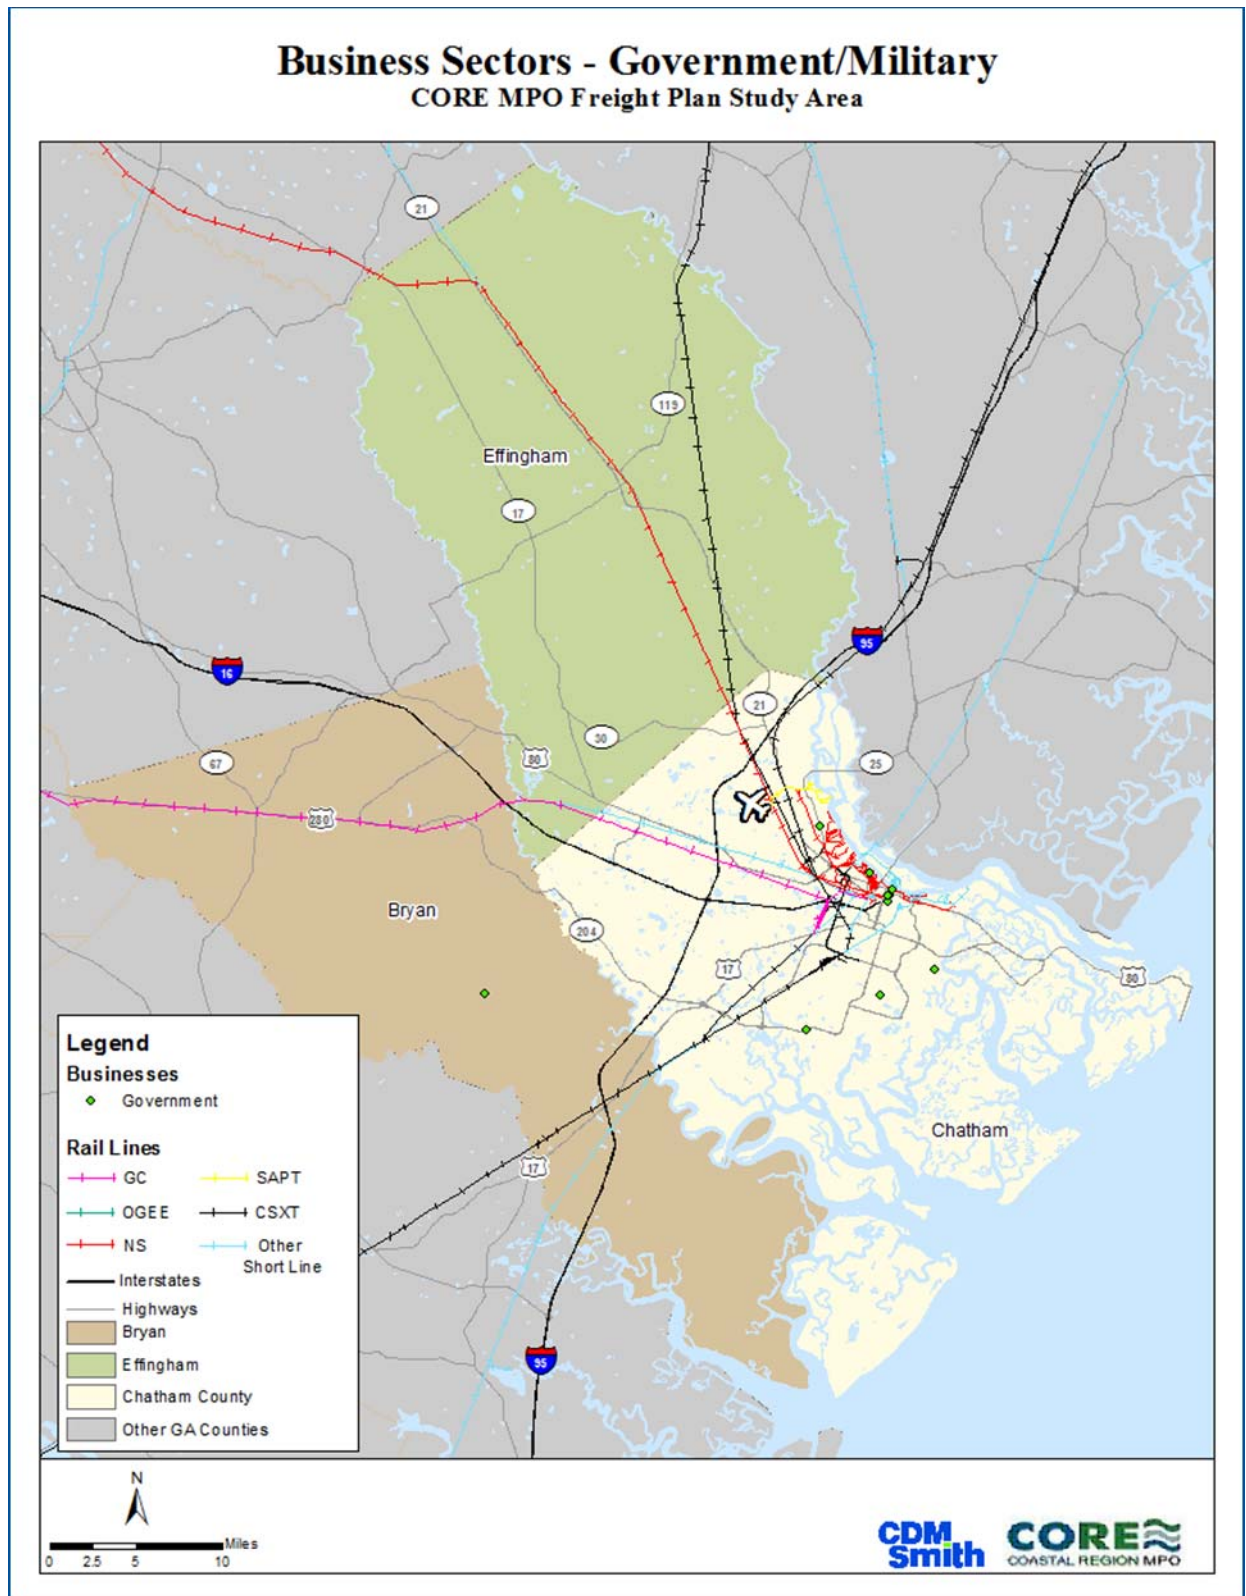 Business Sectors - Government/Military
CORE MPO Freight Plan Study Area
21
119
Effingham
17
95
16
21
30
80
67
25
280
Bryan
204
17
80
Chatham
17
95
Legend
Businesses
Government
Rail Lines
GC SAPT
OGEE CSXT
NS Other
Short Line
Interstates
Highways
Bryan
Effingham
Chatham County
Other GA Counties
N
Miles
0 2.5 5 10
CDM
Smith
CORE
COASTAL REGION MPO